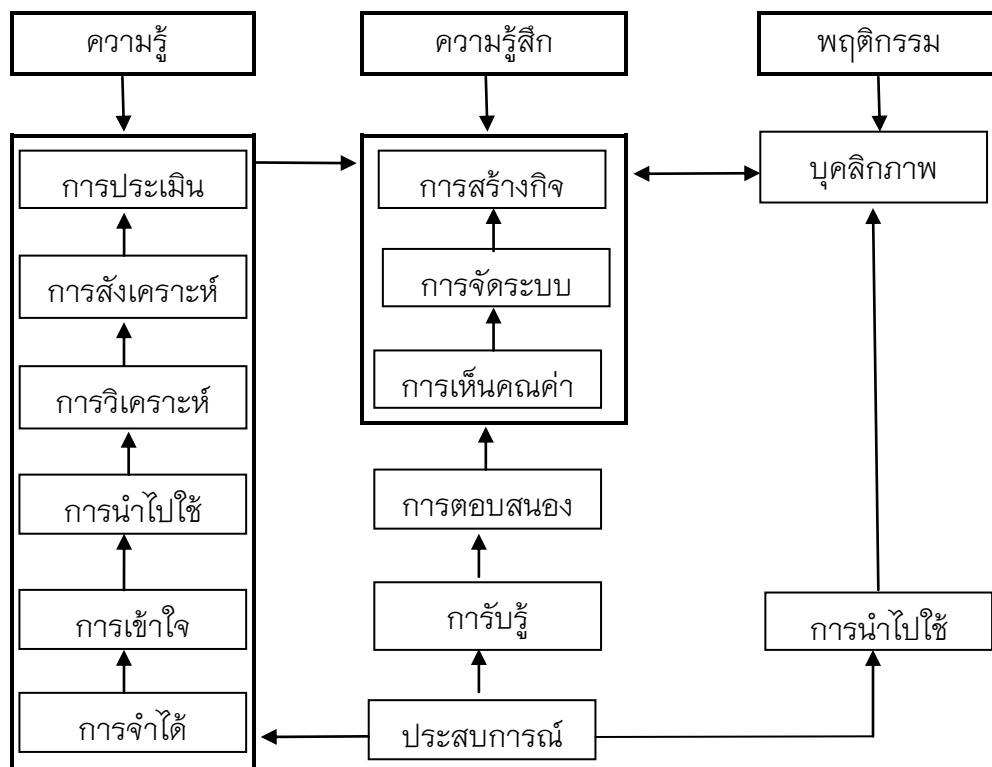 ความรู้
ความรู้สึก
พฤติกรรม
การประเมิน
การสังเคราะห์
การวิเคราะห์
การนำไปใช้
การเข้าใจ
การจำได้
การสร้างกิจ
การจัดระบบ
การเห็นคณค่า
การตอบสนอง
การับรู้
ประสบการณ์
บุคลิกภาพ
การนำไปใช้